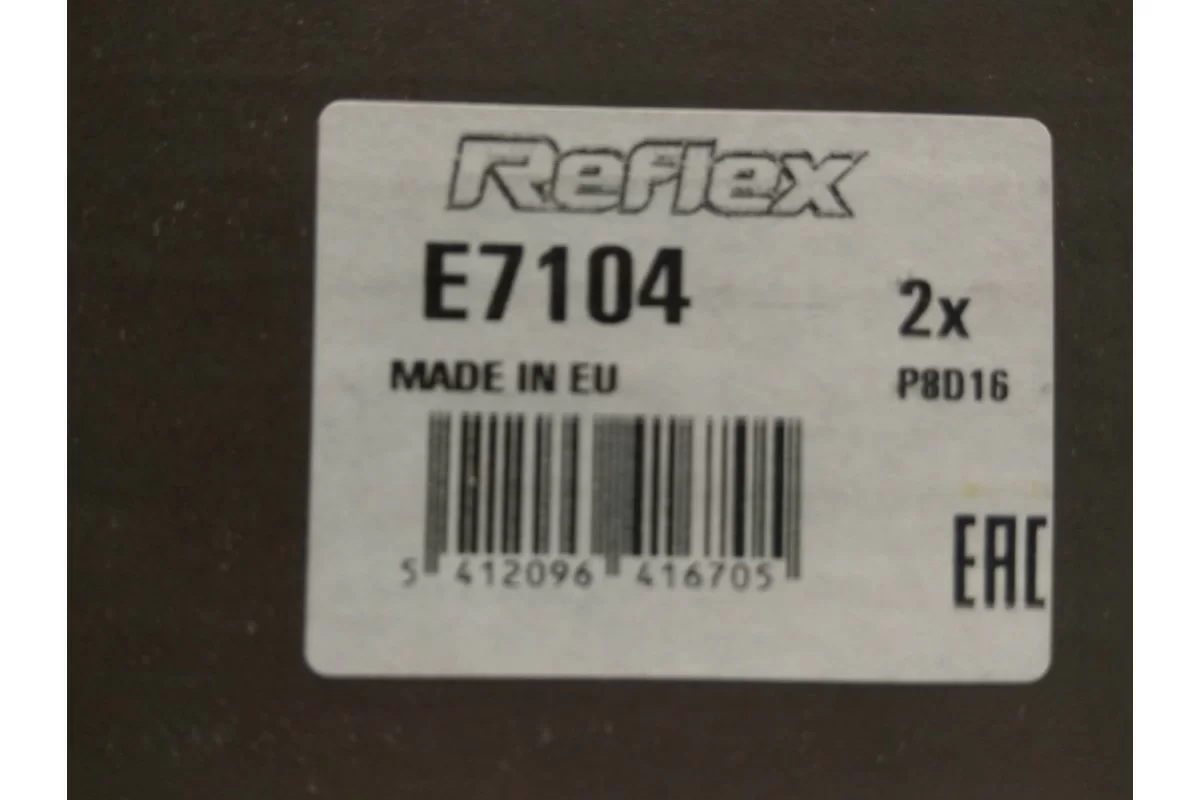 Reflex
E7104
2x
MADE IN EU
P8D16
5 412096 416705
EAC